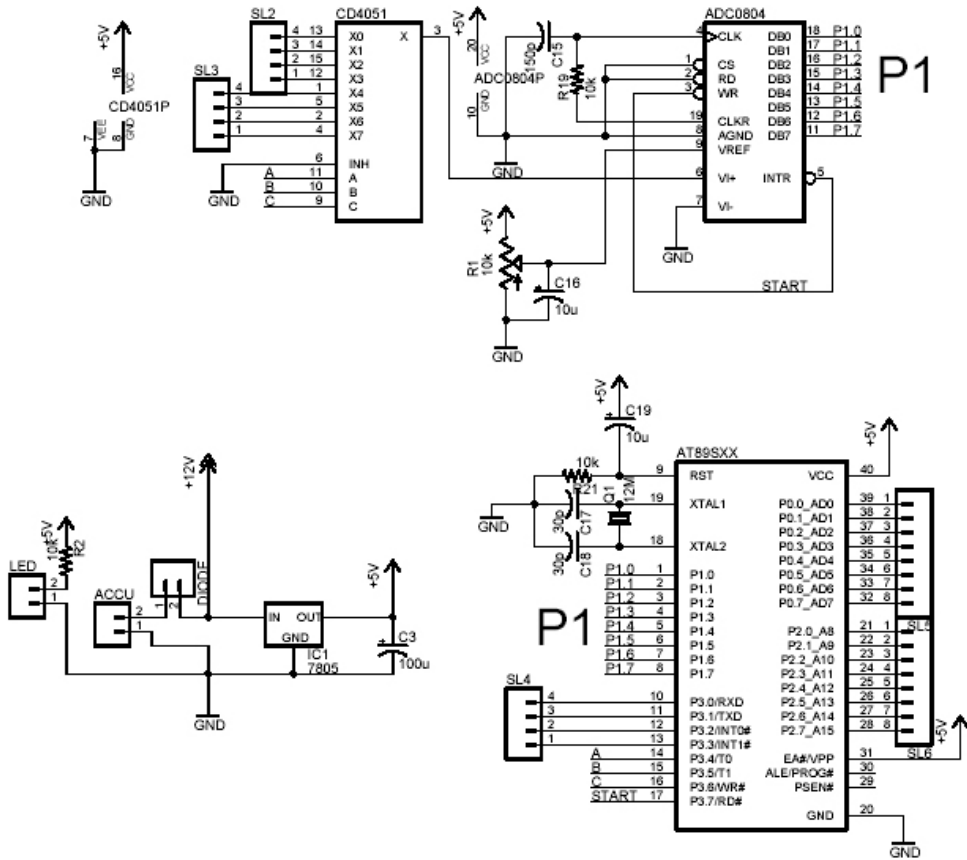 SL2
CD4051
ADC0804
+5V
4 13 X0 X 3
3 14 X1
2 15 X2
1 12 X3
SL3
4 1 X4
3 5 X5
2 2 X6
1 4 X7
6 INH
A 11 A
B 10 B
C 9 C
GND
16 VCC
CD4051P
7 VEE
8 GND
GND
+5V
20 VCC
ADC0804P
10 GND
150p C15
R19 10k
GND
4 CLK DB0 18 P1.0
DB1 17 P1.1
1 CS DB2 16 P1.2
2 RD DB3 15 P1.3
3 WR DB4 14 P1.4
DB5 13 P1.5
19 CLKR DB6 12 P1.6
8 AGND DB7 11 P1.7
9 VREF
6 VI+ INTR 5
7 VI-
GND
P1
START
+5V
R1 10k
C16
10u
GND
+5V
C19
10u
AT89SXX
+5V
10k
R21
GND
30p C17
30p C18
Q1 12M
9 RST VCC 40
19 XTAL1 P0.0_AD0 39 1
P0.1_AD1 38 2
P0.2_AD2 37 3
18 XTAL2 P0.3_AD3 36 4
P0.4_AD4 35 5
P1.0 1 P1.0 P0.5_AD5 34 6
P1.1 2 P1.1 P0.6_AD6 33 7
P1.2 3 P1.2 P0.7_AD7 32 8
P1.3 4 P1.3
SL5
P1.4 5 P1.4 P2.0_A8 21 1
P1.5 6 P1.5 P2.1_A9 22 2
P1.6 7 P1.6 P2.2_A10 23 3
P1.7 8 P1.7 P2.3_A11 24 4
P1
SL4
P2.4_A12 25 5
4 10 P3.0/RXD P2.5_A13 26 6
3 11 P3.1/TXD P2.6_A14 27 7
2 12 P3.2/INT0# P2.7_A15 28 8
1 13 P3.3/INT1#
+5V
SL6
A 14 P3.4/T0 EA#/VPP 31
B 15 P3.5/T1 ALE/PROG# 30
C 16 P3.6/WR# PSEN# 29
START 17 P3.7/RD#
GND 20
GND
+12V
+5V
10k
R2
LED
2
1
ACCU
2
1
DIODE
1 2
IN OUT
GND
IC1
7805
+5V
C3
100u
GND